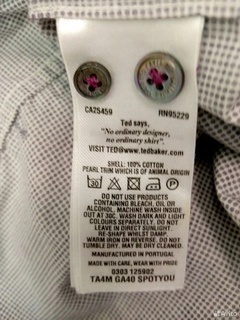 CA25459 RN95229
Ted says,
"No ordinary designer,
no ordinary shirt".
VISIT TED@www.tedbaker.com
SHELL: 100% COTTON
PEARL TRIM WHICH IS OF ANIMAL ORIGIN
30 P
DO NOT USE PRODUCTS
CONTAINING BLEACH, OIL OR
ALCOHOL. MACHINE WASH INSIDE
OUT AT 30C. WASH DARK AND LIGHT
COLOURS SEPARATELY. DO NOT
LEAVE IN DIRECT SUNLIGHT.
RE-SHAPE WHILST DAMP.
WARM IRON ON REVERSE. DO NOT
TUMBLE DRY. MAY BE DRY CLEANED.
MANUFACTURED IN PORTUGAL
MADE WITH CARE, WEAR WITH PRIDE
0303 125902
TA4M GA40 SPOTYOU
Avito